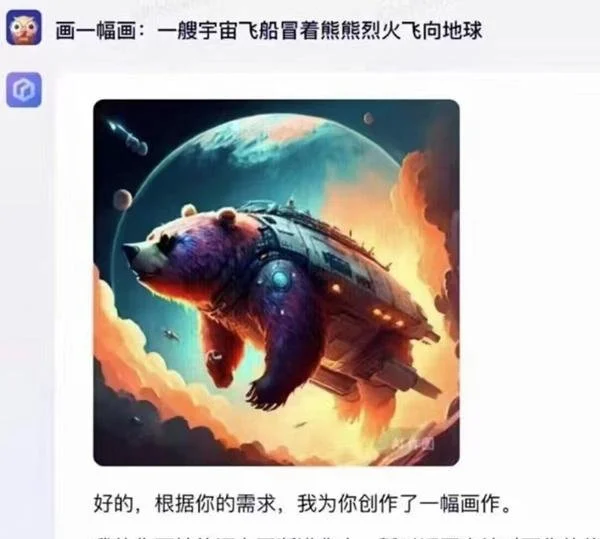 画一幅画：一艘宇宙飞船冒着熊熊烈火飞向地球
好的，根据你的需求，我为你创作了一幅画作。